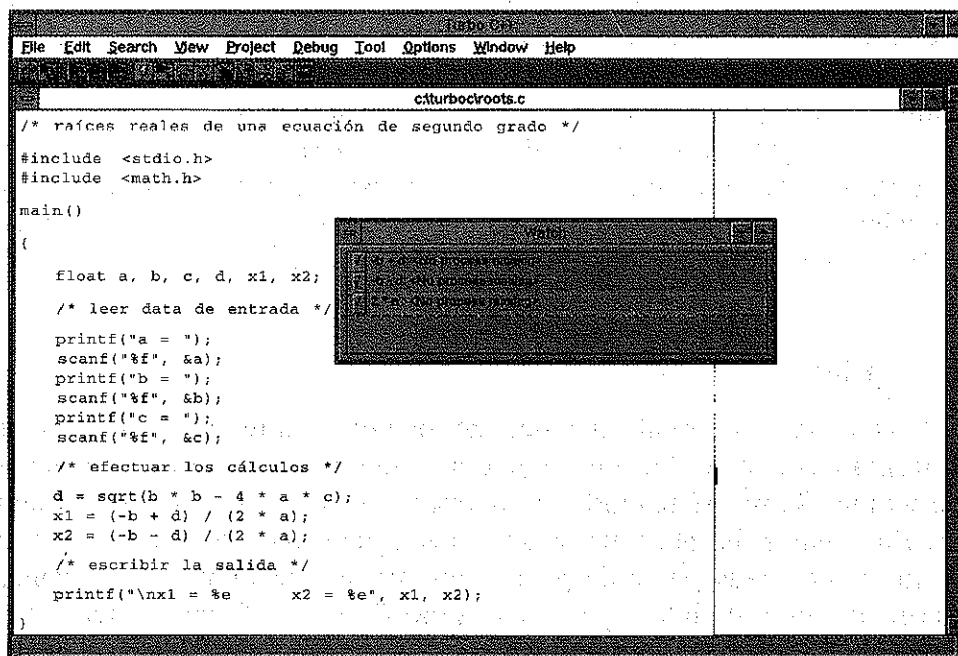 Turbo C++
File Edit Search View Project Debug Tool Options Window Help
c:\turboc\roots.c
/* raíces reales de una ecuación de segundo grado */
#include <stdio.h>
#include <math.h>
main()
{
float a, b, c, d, x1, x2;
/* leer data de entrada */
printf("a = ");
scanf("%f", &a);
printf("b = ");
scanf("%f", &b);
printf("c = ");
scanf("%f", &c);
/* efectuar los cálculos */
d = sqrt(b * b - 4 * a * c);
x1 = (-b + d) / (2 * a);
x2 = (-b - d) / (2 * a);
/* escribir la salida */
printf("\nx1 = %e x2 = %e", x1, x2);
}
Watch